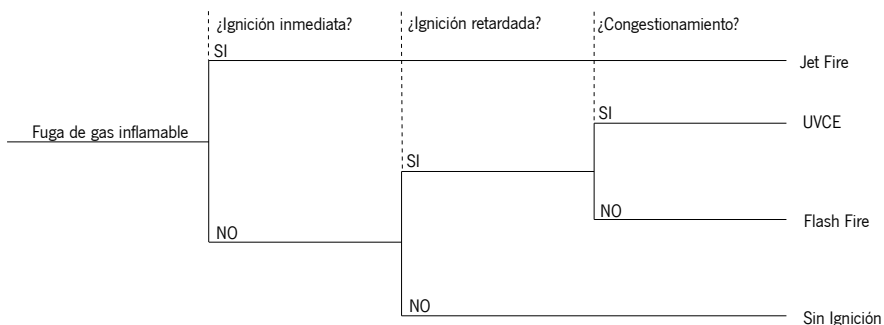 ¿Ignición inmediata?
¿Ignición retardada?
¿Congestionamiento?
SI
Jet Fire
SI
UVCE
Fuga de gas inflamable
SI
NO
Flash Fire
NO
NO
Sin Ignición